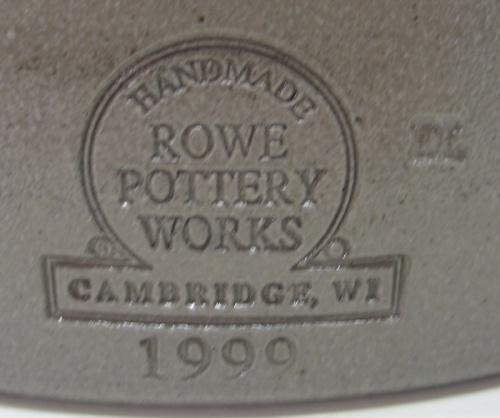 HANDMADE
ROWE
POTTERY
WORKS
CAMBRIDGE, WI
1999